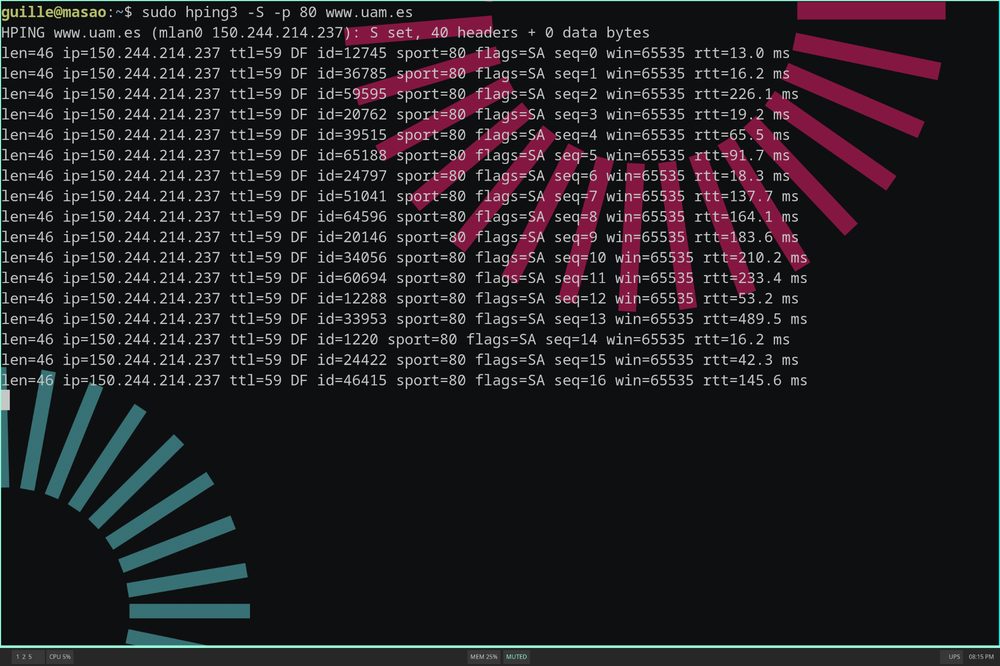 guille@masao:~$ sudo hping3 -S -p 80 www.uam.es
HPING www.uam.es (mlan0 150.244.214.237): S set, 40 headers + 0 data bytes
len=46 ip=150.244.214.237 ttl=59 DF id=12745 sport=80 flags=SA seq=0 win=65535 rtt=13.0 ms
len=46 ip=150.244.214.237 ttl=59 DF id=36785 sport=80 flags=SA seq=1 win=65535 rtt=16.2 ms
len=46 ip=150.244.214.237 ttl=59 DF id=59595 sport=80 flags=SA seq=2 win=65535 rtt=226.1 ms
len=46 ip=150.244.214.237 ttl=59 DF id=20762 sport=80 flags=SA seq=3 win=65535 rtt=19.2 ms
len=46 ip=150.244.214.237 ttl=59 DF id=39515 sport=80 flags=SA seq=4 win=65535 rtt=65.5 ms
len=46 ip=150.244.214.237 ttl=59 DF id=65188 sport=80 flags=SA seq=5 win=65535 rtt=91.7 ms
len=46 ip=150.244.214.237 ttl=59 DF id=24797 sport=80 flags=SA seq=6 win=65535 rtt=18.3 ms
len=46 ip=150.244.214.237 ttl=59 DF id=51041 sport=80 flags=SA seq=7 win=65535 rtt=137.7 ms
len=46 ip=150.244.214.237 ttl=59 DF id=64596 sport=80 flags=SA seq=8 win=65535 rtt=164.1 ms
len=46 ip=150.244.214.237 ttl=59 DF id=20146 sport=80 flags=SA seq=9 win=65535 rtt=183.6 ms
len=46 ip=150.244.214.237 ttl=59 DF id=34056 sport=80 flags=SA seq=10 win=65535 rtt=210.2 ms
len=46 ip=150.244.214.237 ttl=59 DF id=60694 sport=80 flags=SA seq=11 win=65535 rtt=233.4 ms
len=46 ip=150.244.214.237 ttl=59 DF id=12288 sport=80 flags=SA seq=12 win=65535 rtt=53.2 ms
len=46 ip=150.244.214.237 ttl=59 DF id=33953 sport=80 flags=SA seq=13 win=65535 rtt=489.5 ms
len=46 ip=150.244.214.237 ttl=59 DF id=1220 sport=80 flags=SA seq=14 win=65535 rtt=16.2 ms
len=46 ip=150.244.214.237 ttl=59 DF id=24422 sport=80 flags=SA seq=15 win=65535 rtt=42.3 ms
len=46 ip=150.244.214.237 ttl=59 DF id=46415 sport=80 flags=SA seq=16 win=65535 rtt=145.6 ms
1 2 5 CPU 5% MEM 25% MUTED UPS 08:15 PM